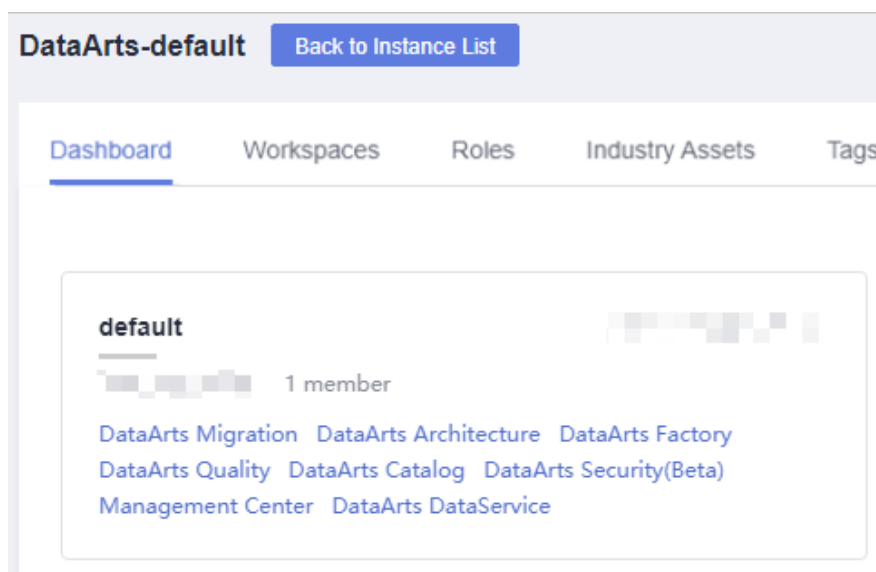 DataArts-default Back to Instance List
Dashboard Workspaces Roles Industry Assets Tags
default
1 member
DataArts Migration DataArts Architecture DataArts Factory
DataArts Quality DataArts Catalog DataArts Security(Beta)
Management Center DataArts DataService